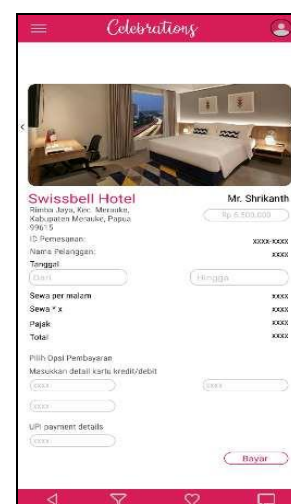 Celebrations
Swissbell Hotel
Mr. Shrikanth
Rimba Jaya, Kec. Merauke,
Kabupaten Merauke, Papua
99615
Rp 6.500.000
ID Pemesanan:
xxxx-xxxx
Nama Pelanggan:
xxxx
Tanggal
Dari
Hingga
Sewa per malam
xxxx
Sewa * x
xxxx
Pajak
xxxx
Total
xxxx
Pilih Opsi Pembayaran
Masukkan detail kartu kredit/debit
xxxx
xxxx
xxxx
UPI payment details
xxxx
Bayar